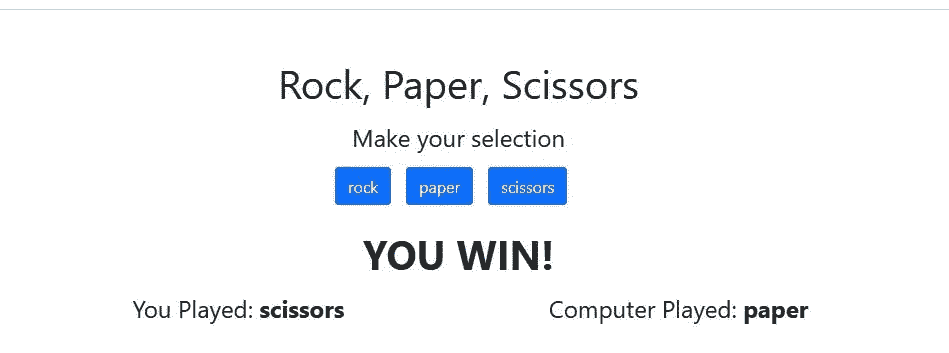 Rock, Paper, Scissors
Make your selection
rock paper scissors
YOU WIN!
You Played: scissors Computer Played: paper